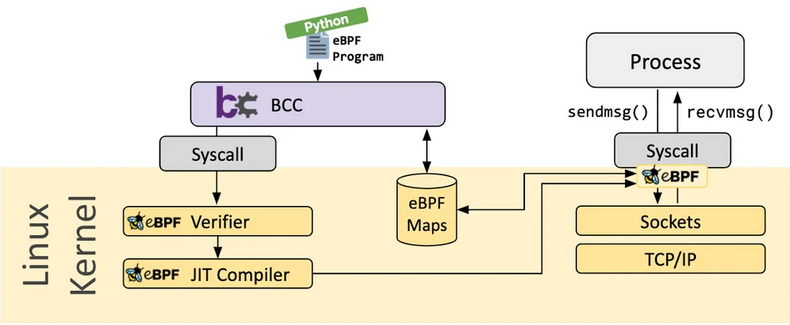 Python
eBPF
Program
bc BCC
Syscall
Process
sendmsg()
recvmsg()
Syscall
eBPF
Linux
Kernel
eBPF Verifier
eBPF JIT Compiler
eBPF
Maps
Sockets
TCP/IP